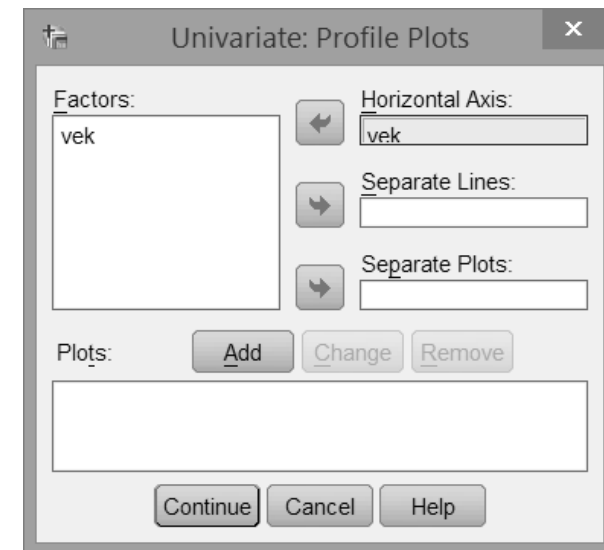 Univariate: Profile Plots
Factors:
vek
Horizontal Axis:
vek
Separate Lines:
Separate Plots:
Plots:
Add Change Remove
Continue Cancel Help